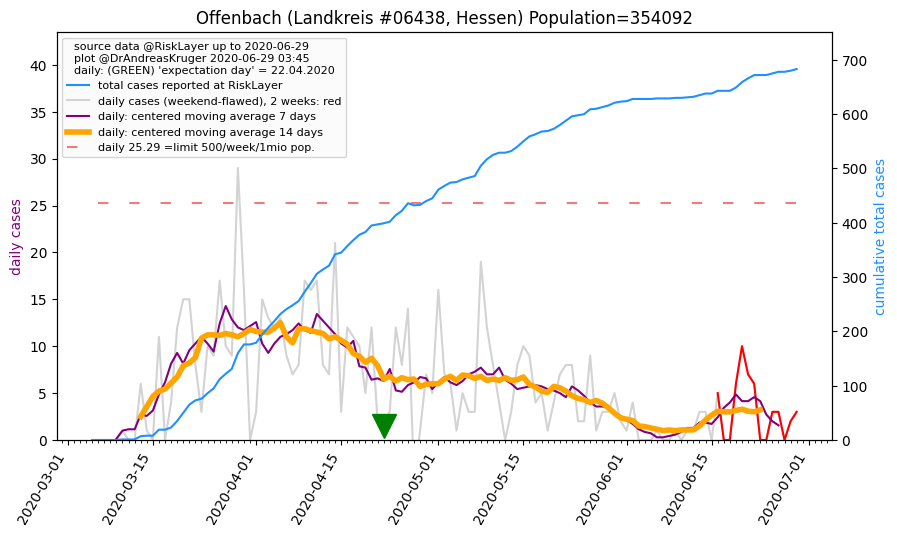 Offenbach (Landkreis #06438, Hessen) Population=354092
source data @RiskLayer up to 2020-06-29
plot @DrAndreasKruger 2020-06-29 03:45
daily: (GREEN) 'expectation day' = 22.04.2020
total cases reported at RiskLayer
daily cases (weekend-flawed), 2 weeks: red
daily: centered moving average 7 days
daily: centered moving average 14 days
daily 25.29 =limit 500/week/1mio pop.
daily cases
40
35
30
25
20
15
10
5
0
cumulative total cases
700
600
500
400
300
200
100
0
2020-03-01
2020-03-15
2020-04-01
2020-04-15
2020-05-01
2020-05-15
2020-06-01
2020-06-15
2020-07-01